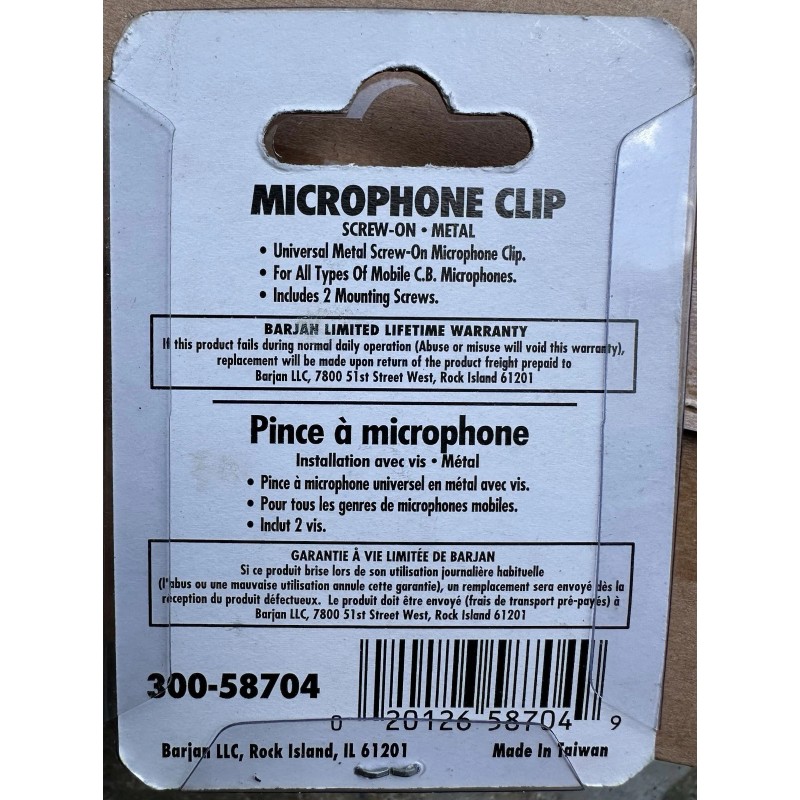 MICROPHONE CLIP
SCREW-ON • METAL
• Universal Metal Screw-On Microphone Clip.
• For All Types Of Mobile C.B. Microphones.
• Includes 2 Mounting Screws.
BARJAN LIMITED LIFETIME WARRANTY
If this product fails during normal daily operation (Abuse or misuse will void this warranty),
replacement will be made upon return of the product freight prepaid to
Barjan LLC, 7800 51st Street West, Rock Island 61201
Pince à microphone
Installation avec vis • Métal
• Pince à microphone universel en métal avec vis.
• Pour tous les genres de microphones mobiles.
• Inclut 2 vis.
GARANTIE À VIE LIMITÉE DE BARJAN
Si ce produit brise lors de son utilisation journalière habituelle
(l'abus ou une mauvaise utilisation annule cette garantie), un remplacement sera envoyé dès la
réception du produit défectueux. Le produit doit être envoyé (frais de transport pré-payés) à
Barjan LLC, 7800 51st Street West, Rock Island 61201
300-58704
0 20126 58704 9
Barjan LLC, Rock Island, IL 61201 Made In Taiwan